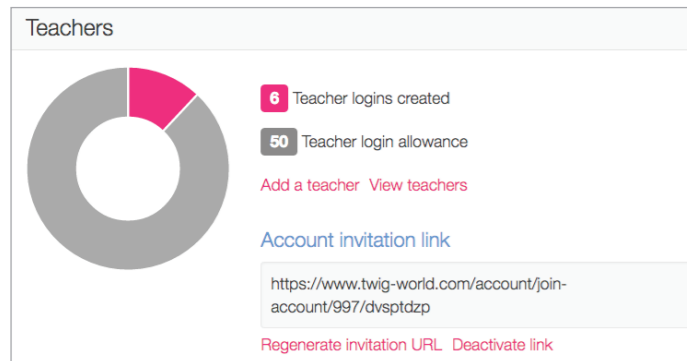 Teachers
6 Teacher logins created
50 Teacher login allowance
Add a teacher View teachers
Account invitation link
https://www.twig-world.com/account/join-
account/997/dvsptdzp
Regenerate invitation URL Deactivate link